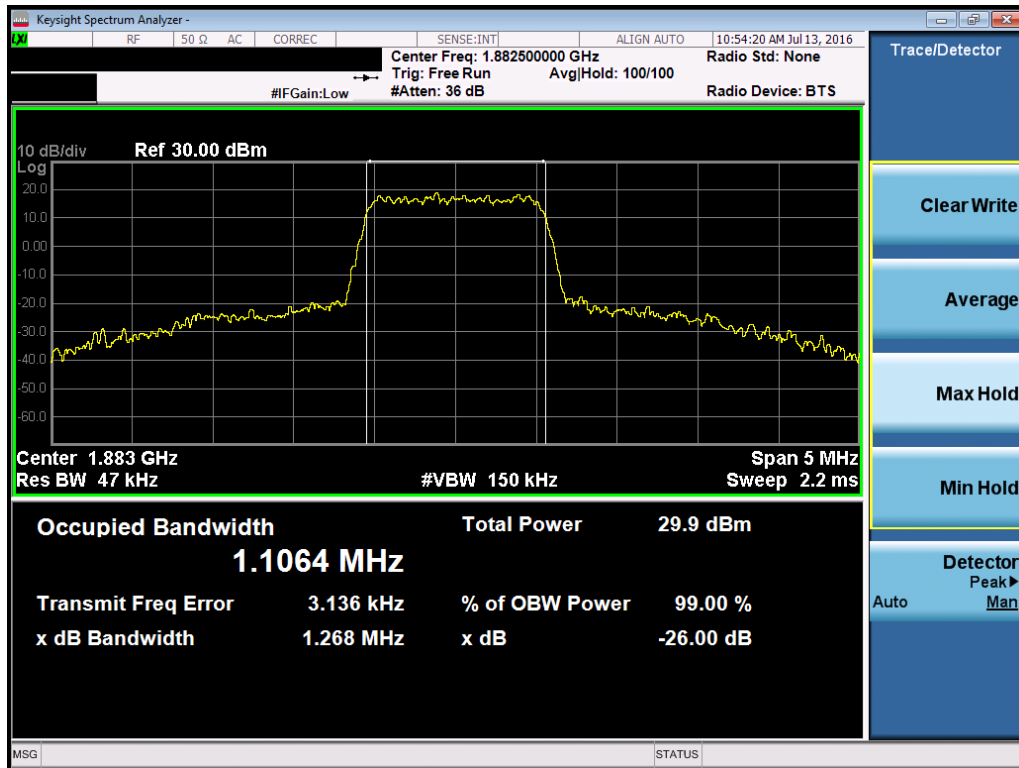 Keysight Spectrum Analyzer -
LXI RF 50 Ω AC CORREC SENSE:INT ALIGN AUTO 10:54:20 AM Jul 13, 2016
Center Freq: 1.882500000 GHz Radio Std: None
Trig: Free Run Avg|Hold: 100/100
#IFGain:Low #Atten: 36 dB Radio Device: BTS
10 dB/div Ref 30.00 dBm
Log
20.0
10.0
0.00
-10.0
-20.0
-30.0
-40.0
-50.0
-60.0
Center 1.883 GHz Span 5 MHz
Res BW 47 kHz #VBW 150 kHz Sweep 2.2 ms
Occupied Bandwidth Total Power 29.9 dBm
1.1064 MHz
Transmit Freq Error 3.136 kHz % of OBW Power 99.00 %
x dB Bandwidth 1.268 MHz x dB -26.00 dB
MSG STATUS
Trace/Detector
Clear Write
Average
Max Hold
Min Hold
Detector
Peak▶
Auto Man